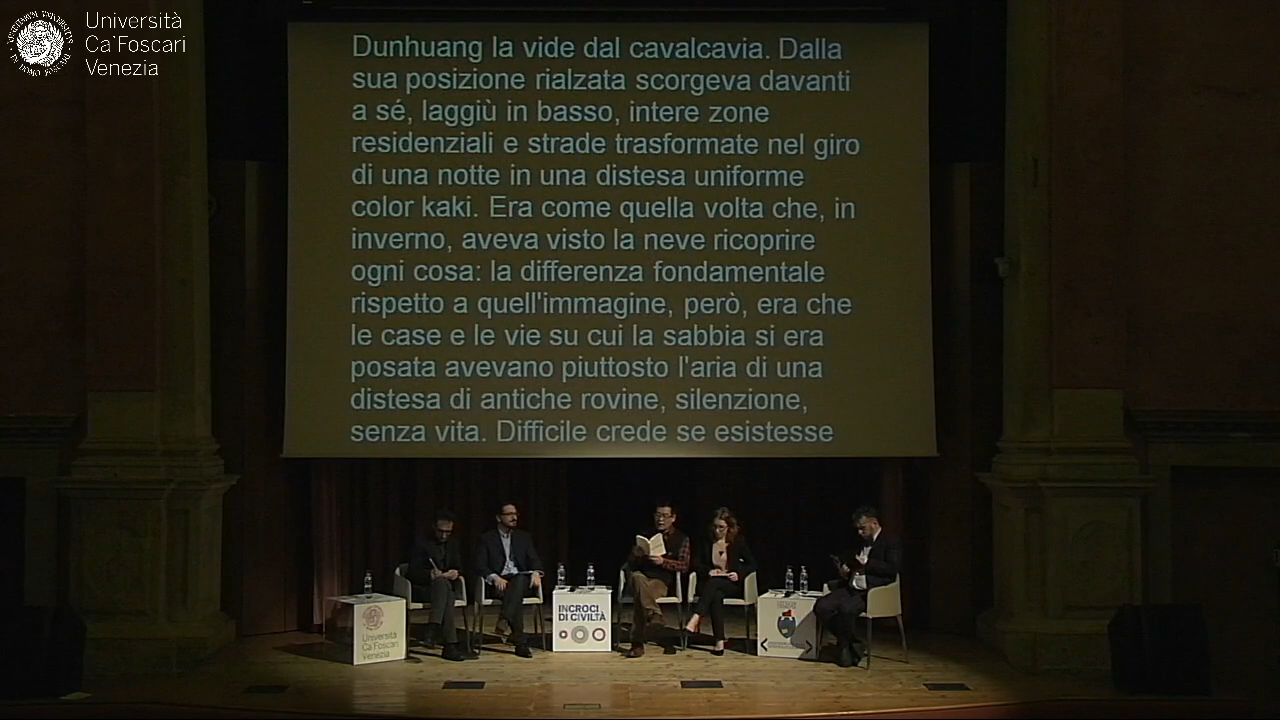 Università
Ca'Foscari
Venezia
Dunhuang la vide dal cavalcavia. Dalla
sua posizione rialzata scorgeva davanti
a sé, laggiù in basso, intere zone
residenziali e strade trasformate nel giro
di una notte in una distesa uniforme
color kaki. Era come quella volta che, in
inverno, aveva visto la neve ricoprire
ogni cosa: la differenza fondamentale
rispetto a quell'immagine, però, era che
le case e le vie su cui la sabbia si era
posata avevano piuttosto l'aria di una
distesa di antiche rovine, silenzione,
senza vita. Difficile crede se esistesse
Università
Ca'Foscari
Venezia
INCROCI
DI CIVILTÀ